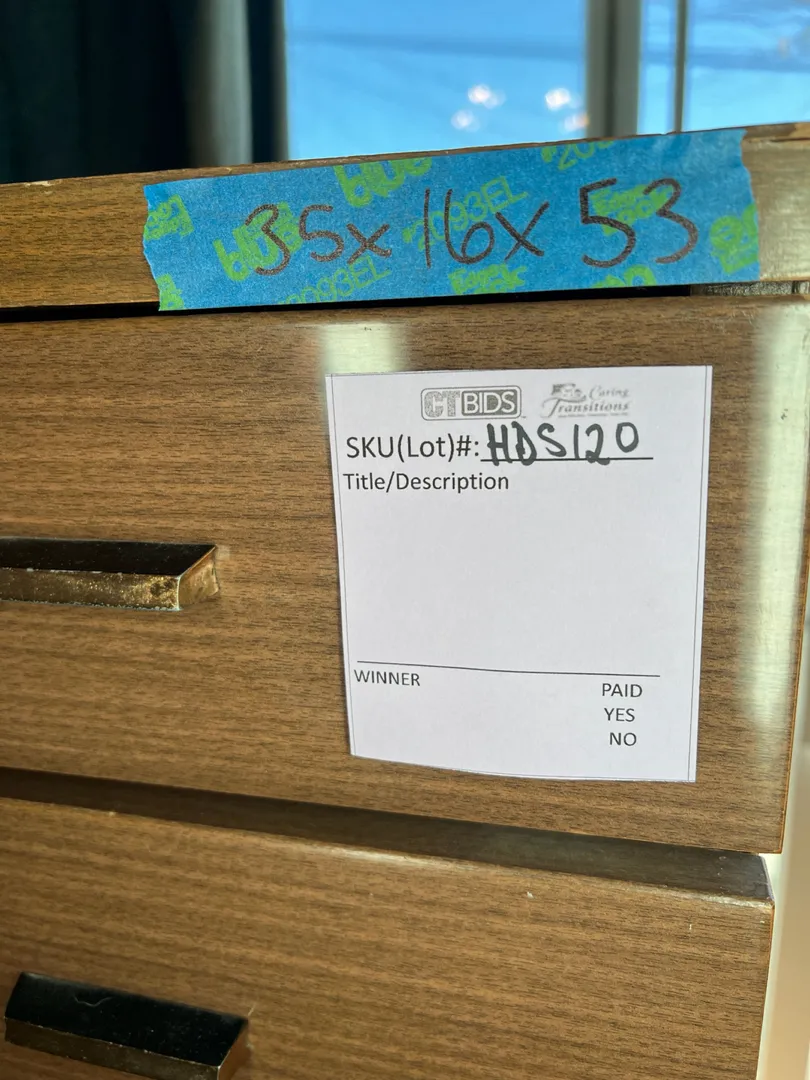 35x16x53
CTBIDS Caring Transitions
SKU(Lot)#: HDS120
Title/Description
WINNER
PAID
YES
NO